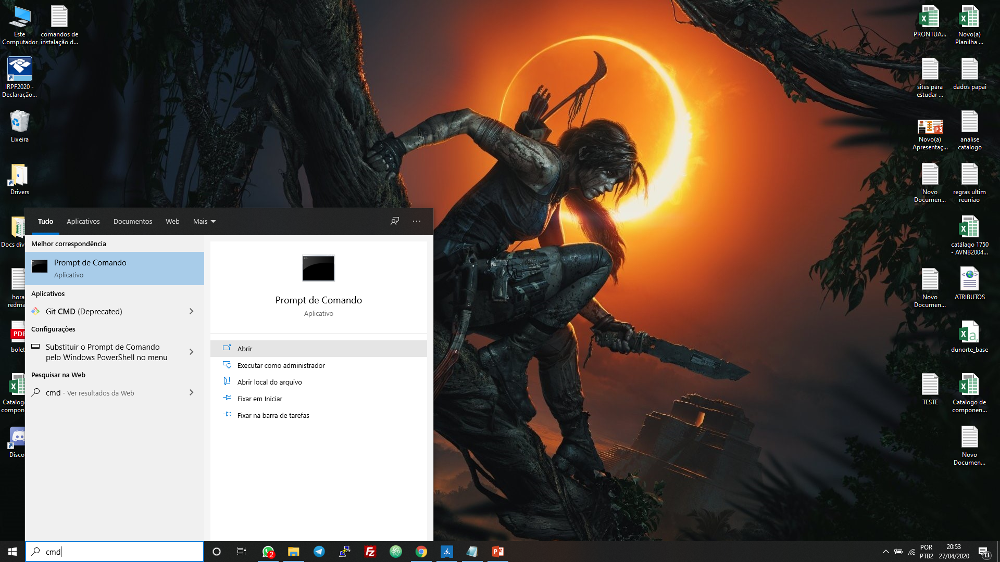 Este
Computador
comandos de
instalação d...
IRPF2020 -
Declaração...
Lixeira
Drivers
Docs div
hora
redma
PDF
bolet
Catalog
compon
Disco
Tudo
Aplicativos
Documentos
Web
Mais
Melhor correspondência
Prompt de Comando
Aplicativo
Aplicativos
Git CMD (Deprecated)
Configurações
Substituir o Prompt de Comando
pelo Windows PowerShell no menu
Pesquisar na Web
cmd - Ver resultados da Web
Prompt de Comando
Aplicativo
Abrir
Executar como administrador
Abrir local do arquivo
Fixar em Iniciar
Fixar na barra de tarefas
PRONTUA...
Novo(a)
Planilha ...
sites para
estudar ...
dados papai
Novo(a)
Apresentaç...
analise
catalogo
Novo
Documen...
regras ultim
reuniao
catálago 1750
- AVNB2004...
Novo
Documen...
ATRIBUTOS
dunorte_base
TESTE
Catalogo de
componen...
Novo
Documen...
cmd
2
POR
PTB2
20:53
27/04/2020
13